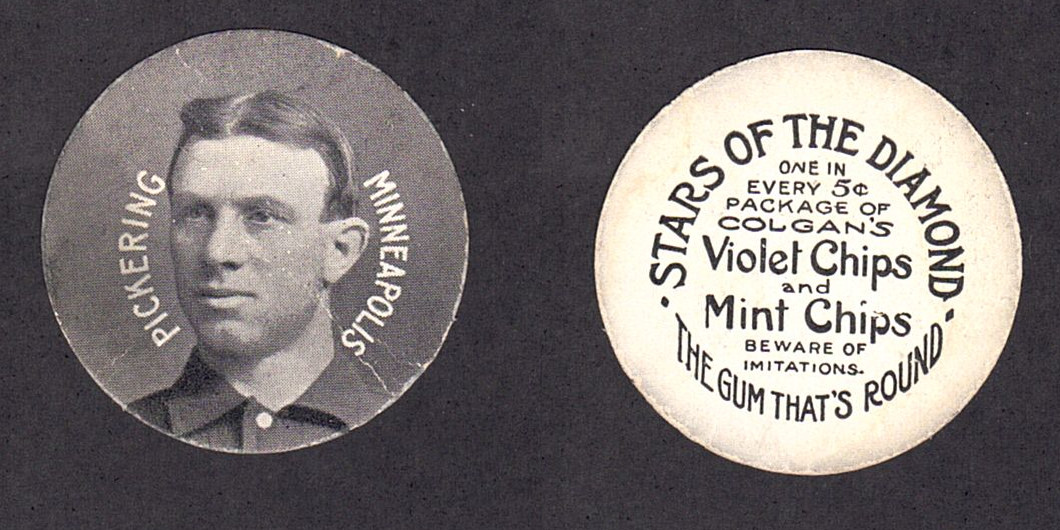 PICKERING
MINNEAPOLIS
· STARS OF THE DIAMOND ·
ONE IN
EVERY 5¢
PACKAGE OF
COLGAN'S
Violet Chips
and
Mint Chips
BEWARE OF
IMITATIONS.
THE GUM THAT'S ROUND